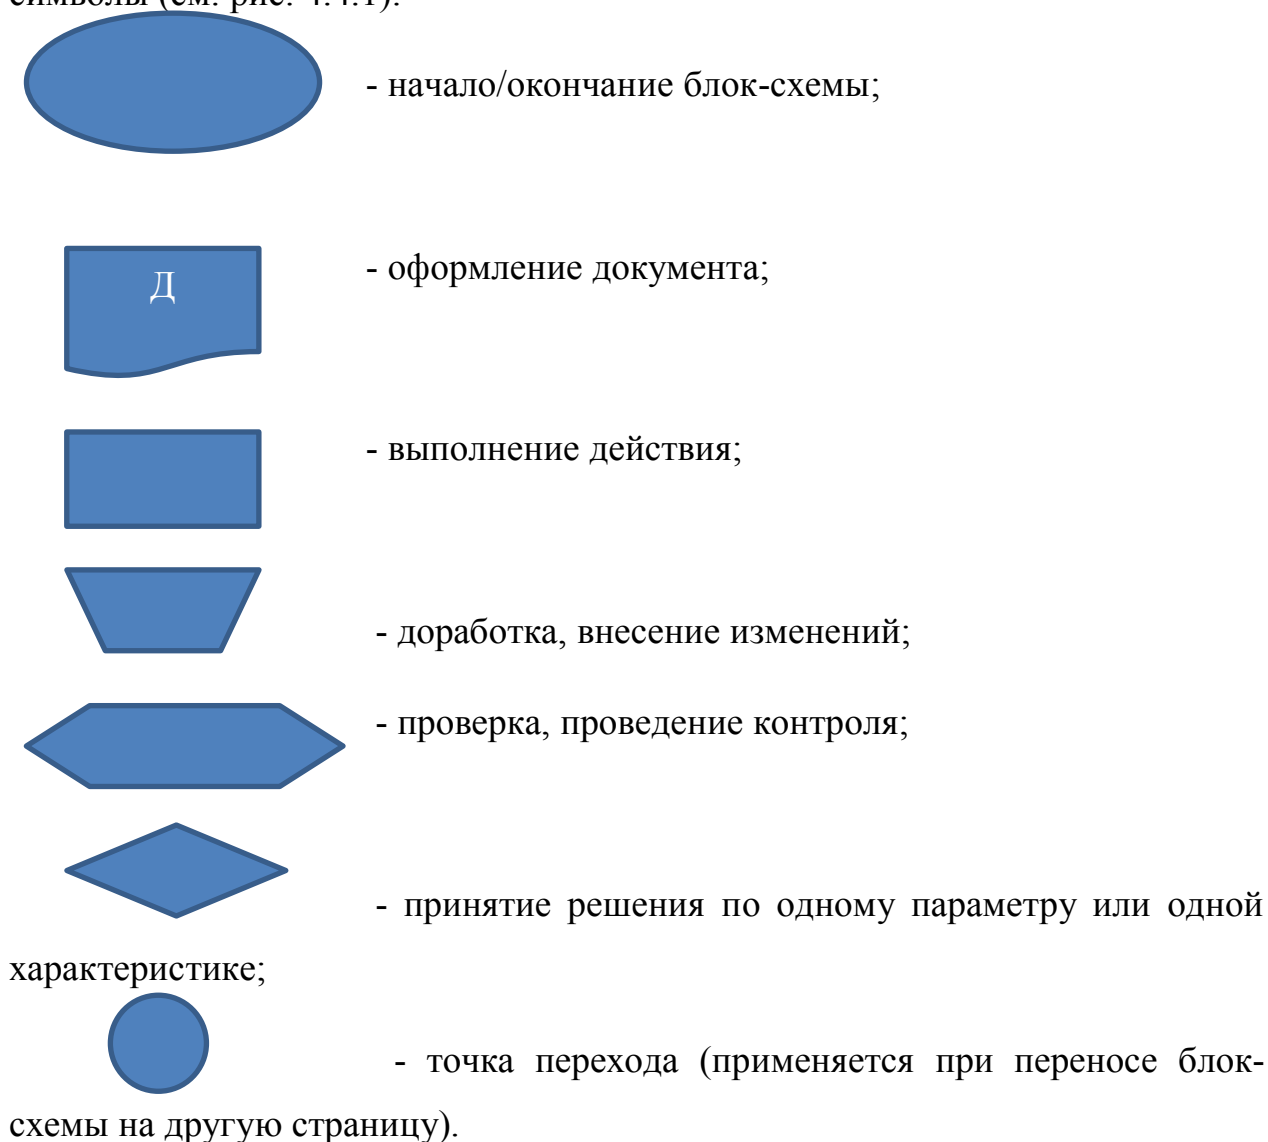 символы (см. рис. 4.4.1).
- начало/окончание блок-схемы;
Д
- оформление документа;
- выполнение действия;
- доработка, внесение изменений;
- проверка, проведение контроля;
- принятие решения по одному параметру или одной
характеристике;
- точка перехода (применяется при переносе блок-
схемы на другую страницу).